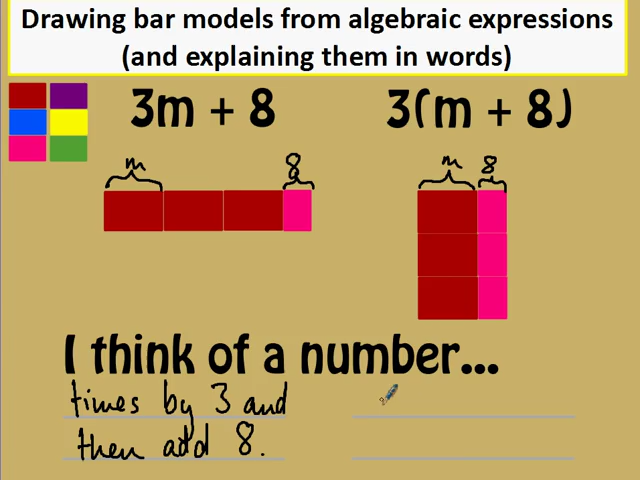 Drawing bar models from algebraic expressions
(and explaining them in words)
3m + 8
3(m + 8)
m
8
m
8
I think of a number...
times by 3 and
then add 8.